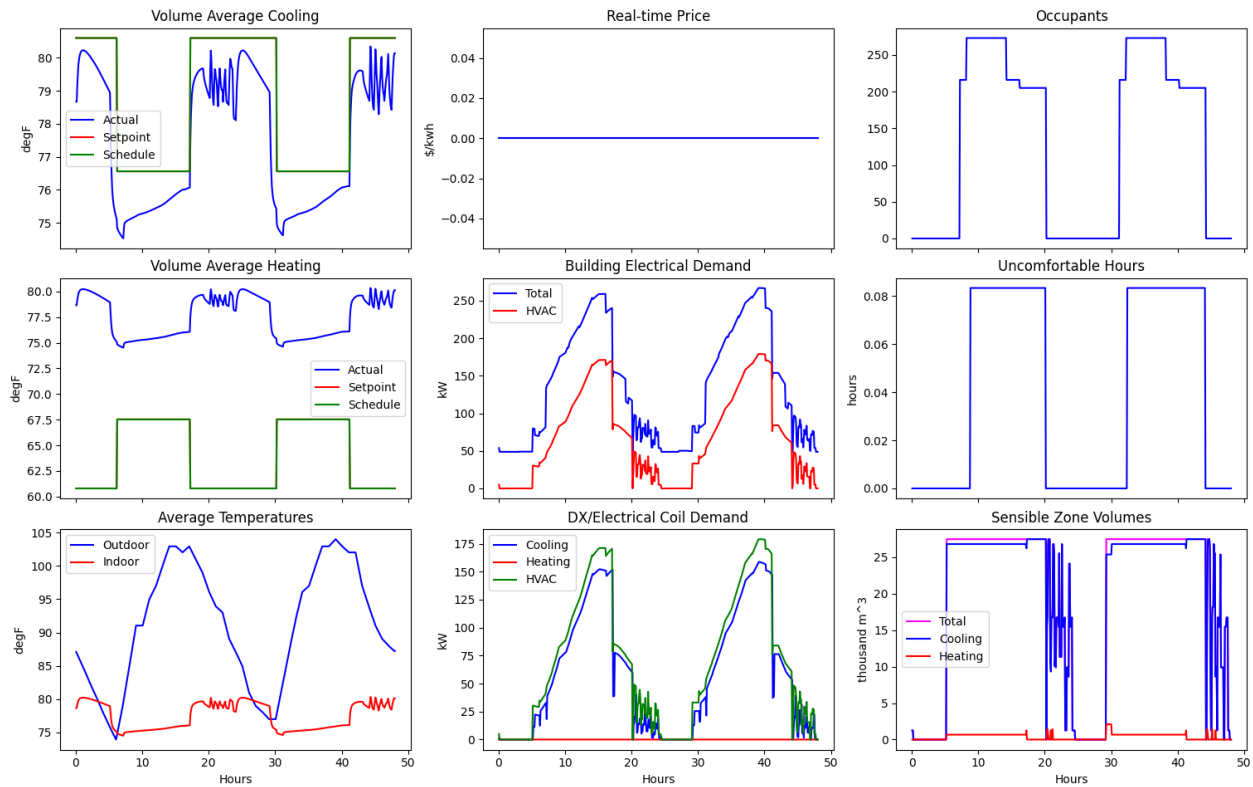 Volume Average Cooling
80
79
78
77
76
75
degF
Actual
Setpoint
Schedule
Real-time Price
0.04
0.02
0.00
−0.02
−0.04
$/kwh
Occupants
250
200
150
100
50
0
Volume Average Heating
80.0
77.5
75.0
72.5
70.0
67.5
65.0
62.5
60.0
degF
Actual
Setpoint
Schedule
Building Electrical Demand
250
200
150
100
50
0
kW
Total
HVAC
Uncomfortable Hours
0.08
0.06
0.04
0.02
0.00
hours
Average Temperatures
105
100
95
90
85
80
75
degF
Outdoor
Indoor
0 10 20 30 40 50
Hours
DX/Electrical Coil Demand
175
150
125
100
75
50
25
0
kW
Cooling
Heating
HVAC
0 10 20 30 40 50
Hours
Sensible Zone Volumes
25
20
15
10
5
0
thousand m^3
Total
Cooling
Heating
0 10 20 30 40 50
Hours